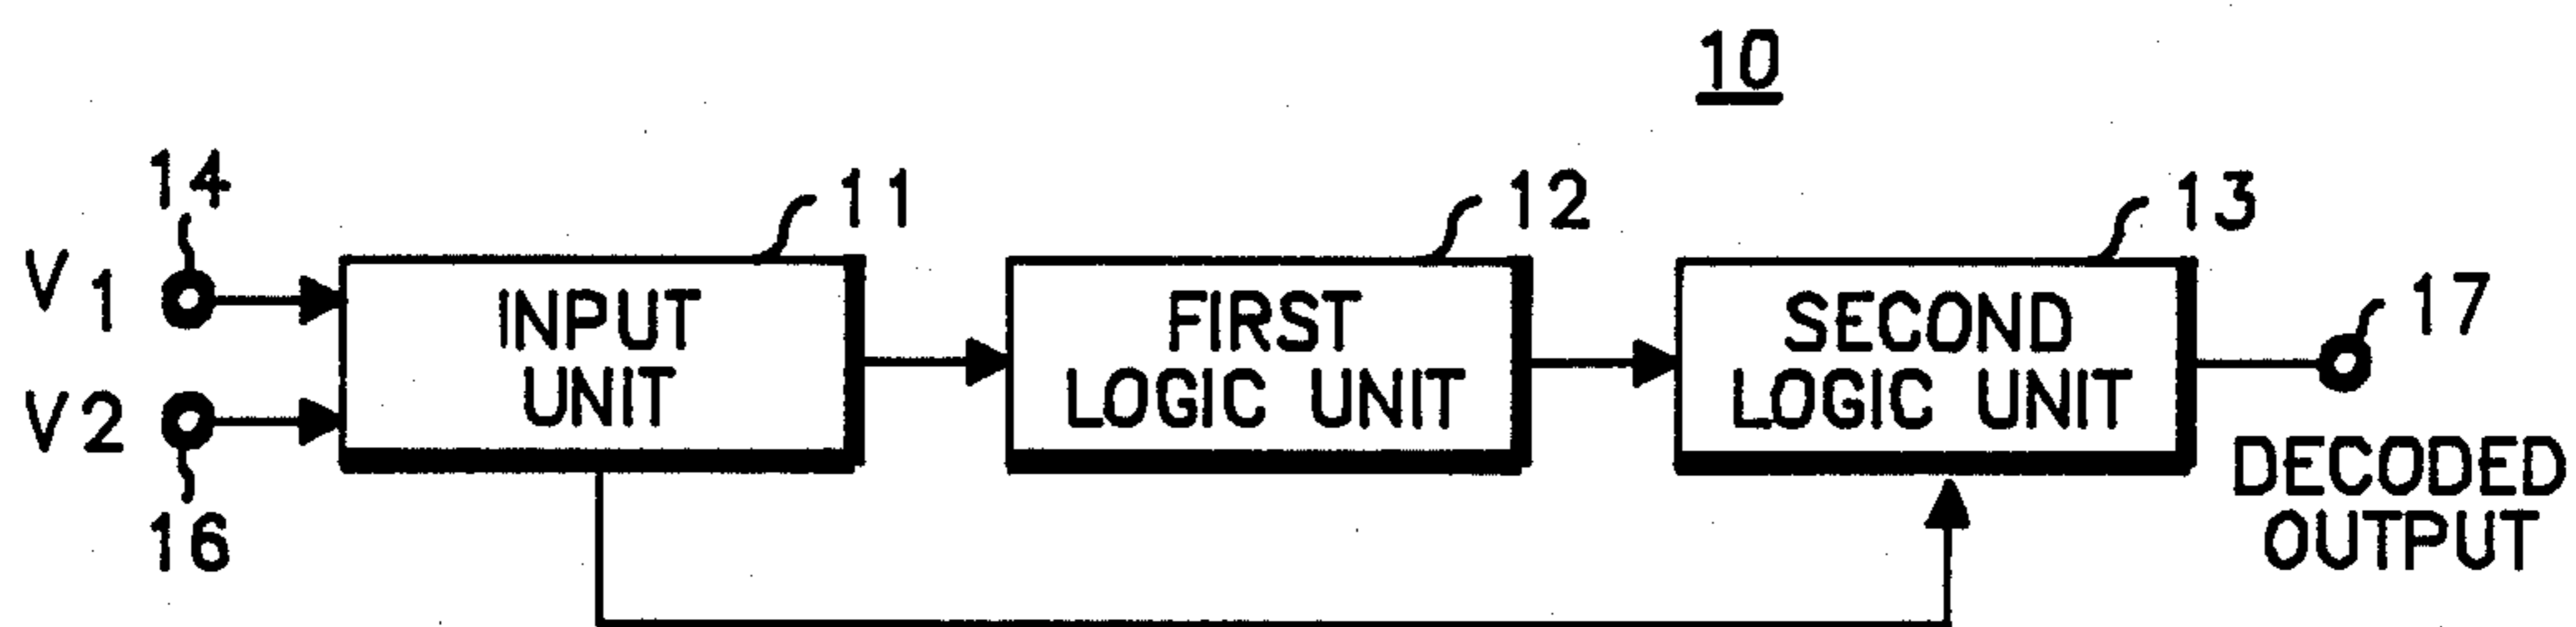 10
14
11
12
13
V1
INPUT
UNIT
FIRST
LOGIC UNIT
SECOND
LOGIC UNIT
17
V2
16
DECODED
OUTPUT